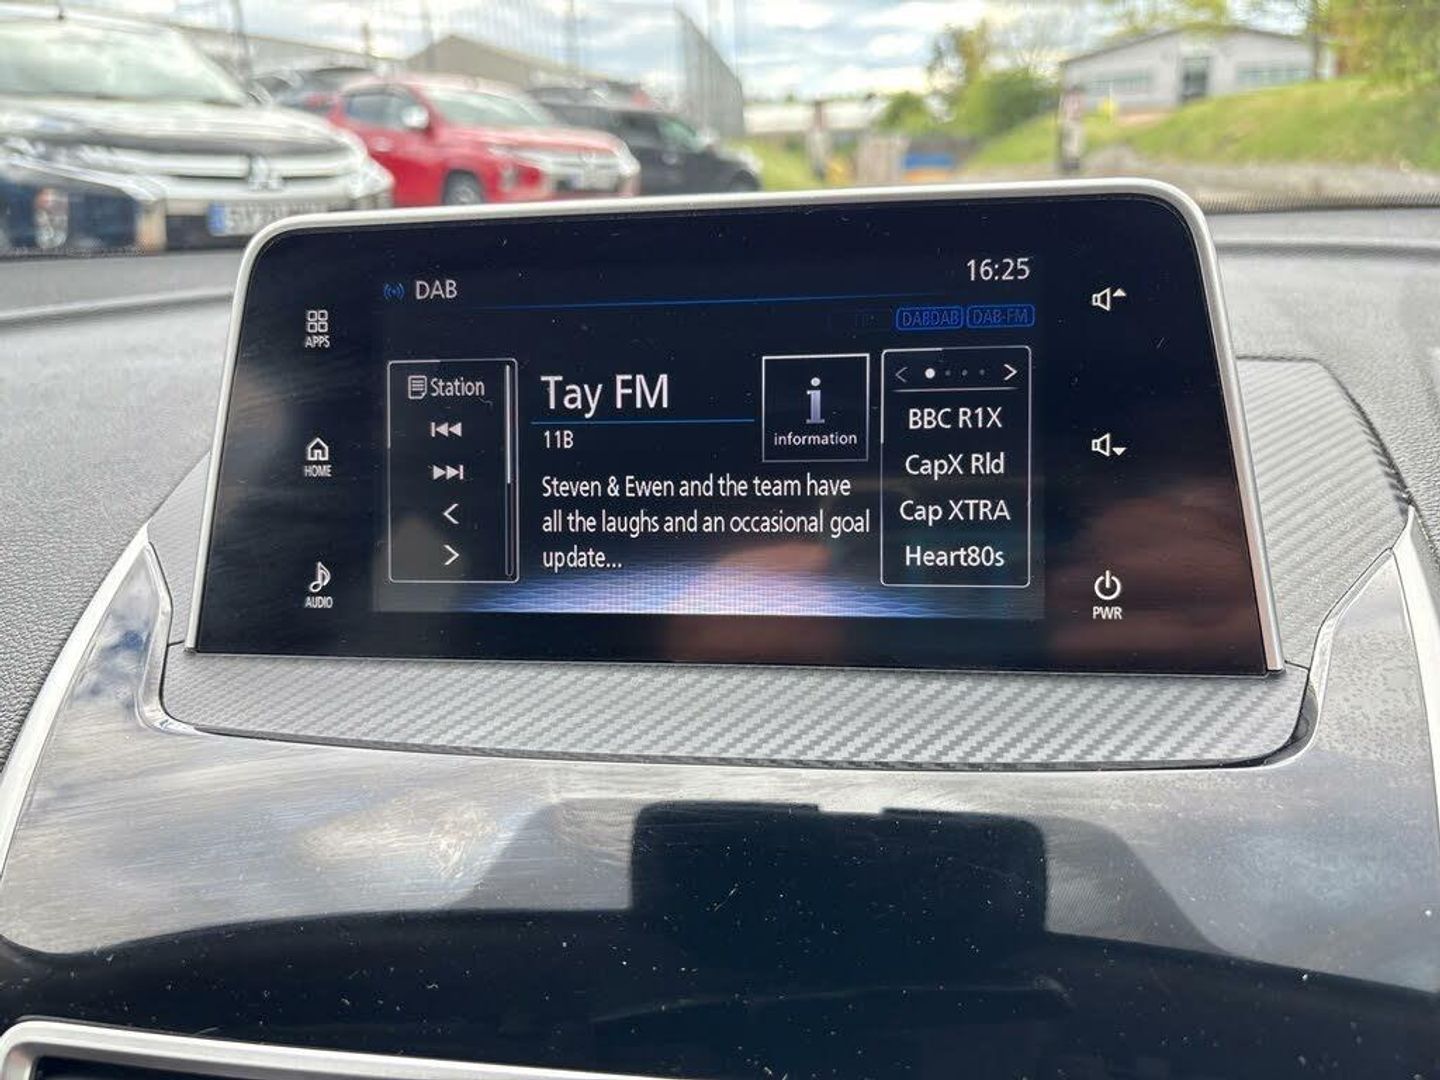 DAB
16:25
DABDAB DAB-FM
APPS
HOME
AUDIO
Station
Tay FM
11B
Steven & Ewen and the team have
all the laughs and an occasional goal
update...
information
BBC R1X
CapX Rld
Cap XTRA
Heart80s
PWR